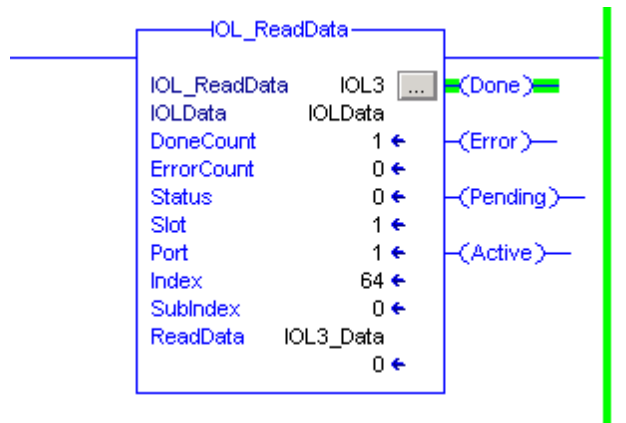 IOL_ReadData
IOL_ReadData IOL3 ... (Done)
IOLData IOLData
DoneCount 1 (Error)
ErrorCount 0
Status 0 (Pending)
Slot 1
Port 1 (Active)
Index 64
SubIndex 0
ReadData IOL3_Data
0